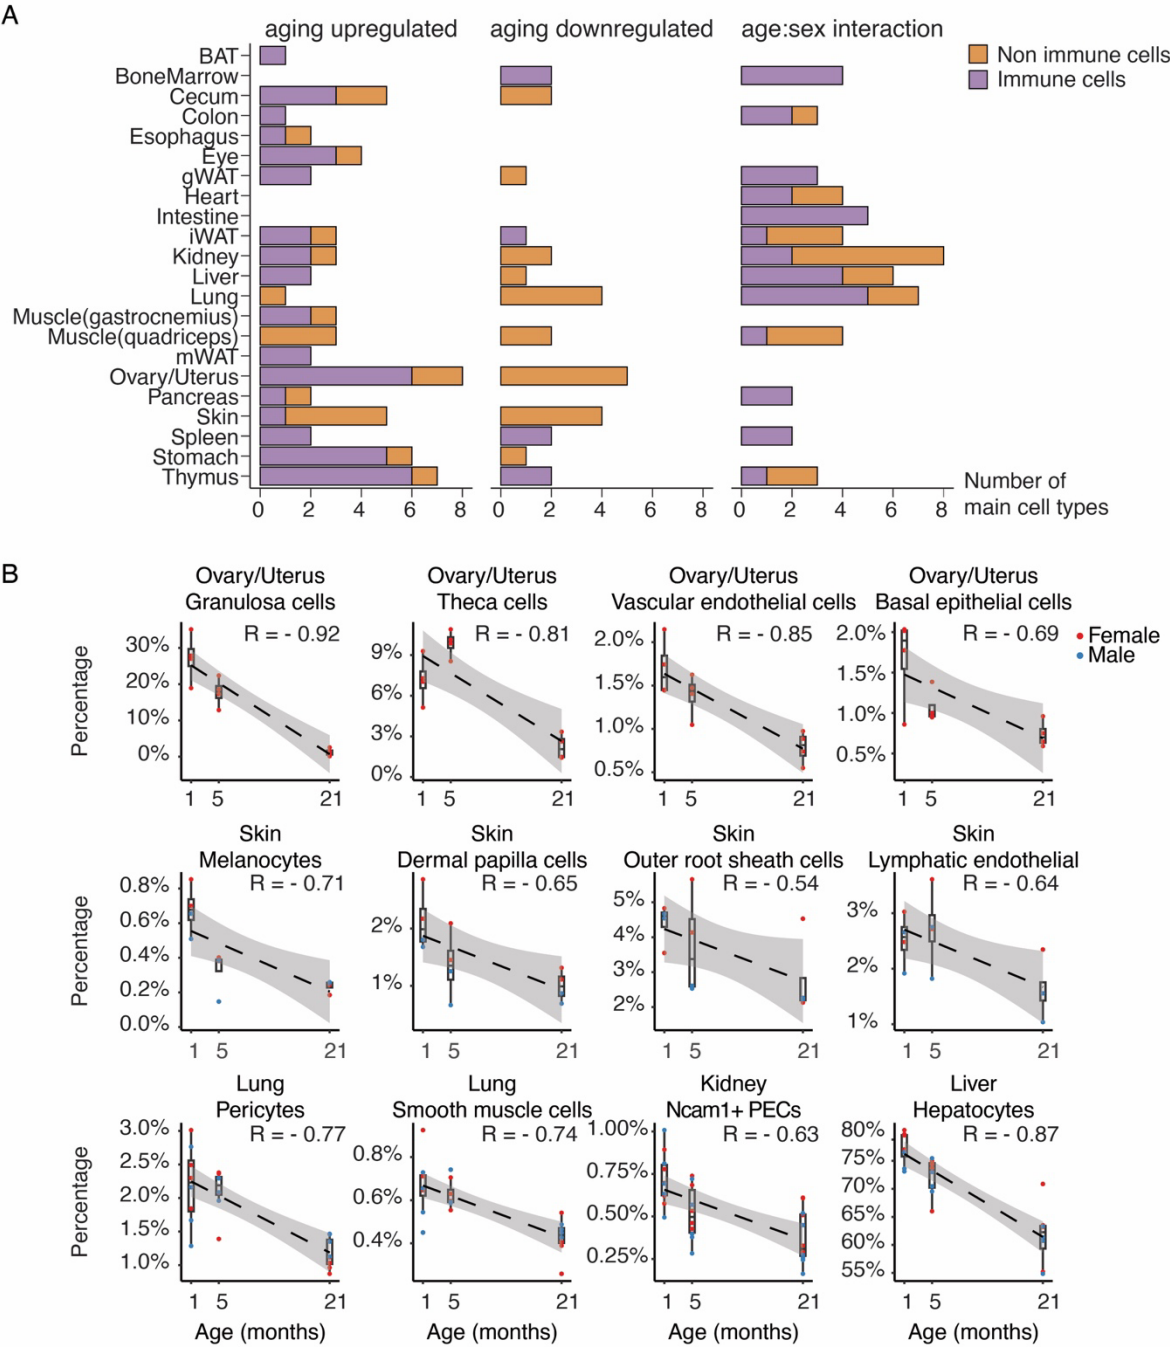 A
aging upregulated
aging downregulated
age:sex interaction
Non immune cells
Immune cells
BAT
BoneMarrow
Cecum
Colon
Esophagus
Eye
gWAT
Heart
Intestine
iWAT
Kidney
Liver
Lung
Muscle(gastrocnemius)
Muscle(quadriceps)
mWAT
Ovary/Uterus
Pancreas
Skin
Spleen
Stomach
Thymus
0 2 4 6 8
0 2 4 6 8
0 2 4 6 8
Number of
main cell types
B
Ovary/Uterus
Granulosa cells
R = - 0.92
Percentage
30%
20%
10%
0%
1 5 21
Ovary/Uterus
Theca cells
R = - 0.81
9%
6%
3%
0%
1 5 21
Ovary/Uterus
Vascular endothelial cells
R = - 0.85
2.0%
1.5%
1.0%
0.5%
1 5 21
Ovary/Uterus
Basal epithelial cells
R = - 0.69
2.0%
1.5%
1.0%
0.5%
1 5 21
Female
Male
Skin
Melanocytes
R = - 0.71
Percentage
0.8%
0.6%
0.4%
0.2%
0.0%
1 5 21
Skin
Dermal papilla cells
R = - 0.65
2%
1%
1 5 21
Skin
Outer root sheath cells
R = - 0.54
5%
4%
3%
2%
1 5 21
Skin
Lymphatic endothelial
R = - 0.64
3%
2%
1%
1 5 21
Lung
Pericytes
R = - 0.77
Percentage
3.0%
2.5%
2.0%
1.5%
1.0%
1 5 21
Age (months)
Lung
Smooth muscle cells
R = - 0.74
0.8%
0.6%
0.4%
1 5 21
Age (months)
Kidney
Ncam1+ PECs
R = - 0.63
1.00%
0.75%
0.50%
0.25%
1 5 21
Age (months)
Liver
Hepatocytes
R = - 0.87
80%
75%
70%
65%
60%
55%
1 5 21
Age (months)